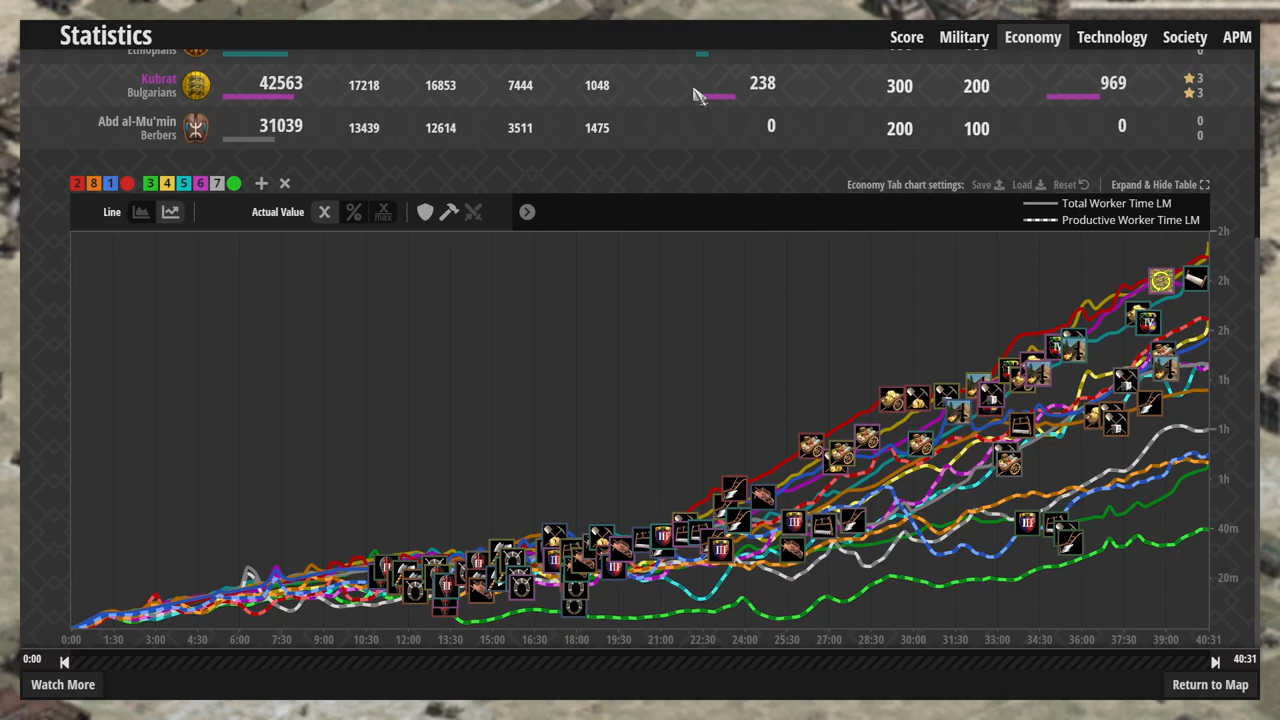 Statistics
Score Military Economy Technology Society APM
Ethiopians
Kubrat
Bulgarians
42563 17218 16853 7444 1048 238 300 200 969 3
3
Abd al-Mu'min
Berbers
31039 13439 12614 3511 1475 0 200 100 0 0
0
2 8 1 3 4 5 6 7
Economy Tab chart settings: Save Load Reset Expand & Hide Table
Line Actual Value X % X max
Total Worker Time LM
Productive Worker Time LM
2h
2h
2h
1h
1h
1h
40m
20m
0:00 1:30 3:00 4:30 6:00 7:30 9:00 10:30 12:00 13:30 15:00 16:30 18:00 19:30 21:00 22:30 24:00 25:30 27:00 28:30 30:00 31:30 33:00 34:30 36:00 37:30 39:00 40:31
0:00 40:31
Watch More Return to Map